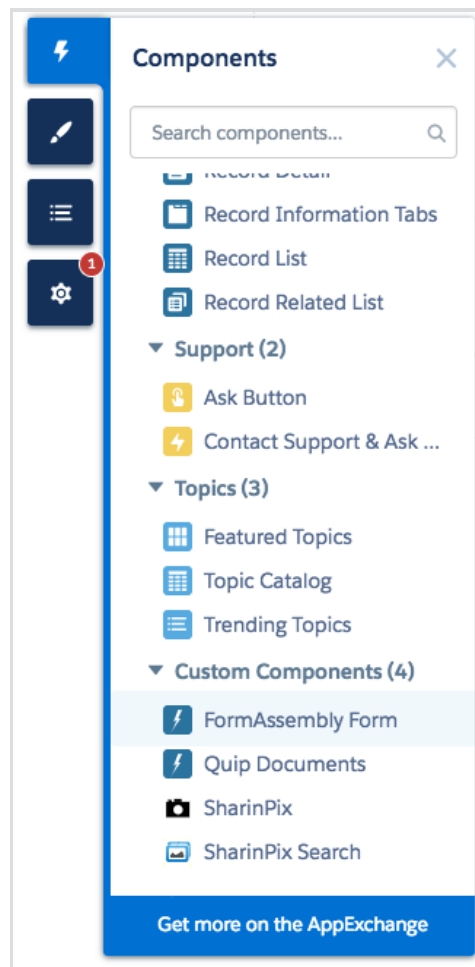 Components
Search components...
Record Detail
Record Information Tabs
Record List
Record Related List
1
Support (2)
Ask Button
Contact Support & Ask ...
Topics (3)
Featured Topics
Topic Catalog
Trending Topics
Custom Components (4)
FormAssembly Form
Quip Documents
SharinPix
SharinPix Search
Get more on the AppExchange